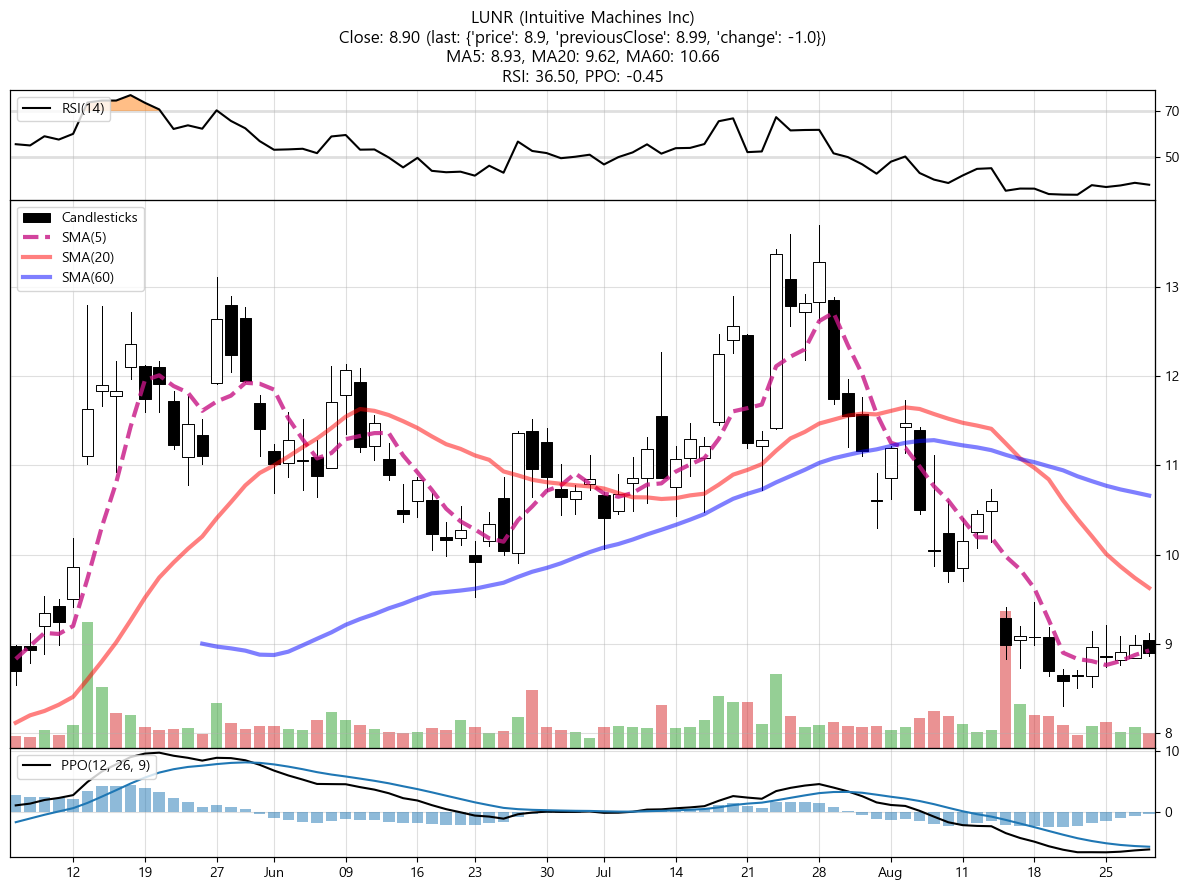 LUNR (Intuitive Machines Inc)
Close: 8.90 (last: {'price': 8.9, 'previousClose': 8.99, 'change': -1.0})
MA5: 8.93, MA20: 9.62, MA60: 10.66
RSI: 36.50, PPO: -0.45
RSI(14)
70
50
Candlesticks
SMA(5)
SMA(20)
SMA(60)
13
12
11
10
9
8
PPO(12, 26, 9)
10
0
12 19 27 Jun 09 16 23 30 Jul 14 21 28 Aug 11 18 25